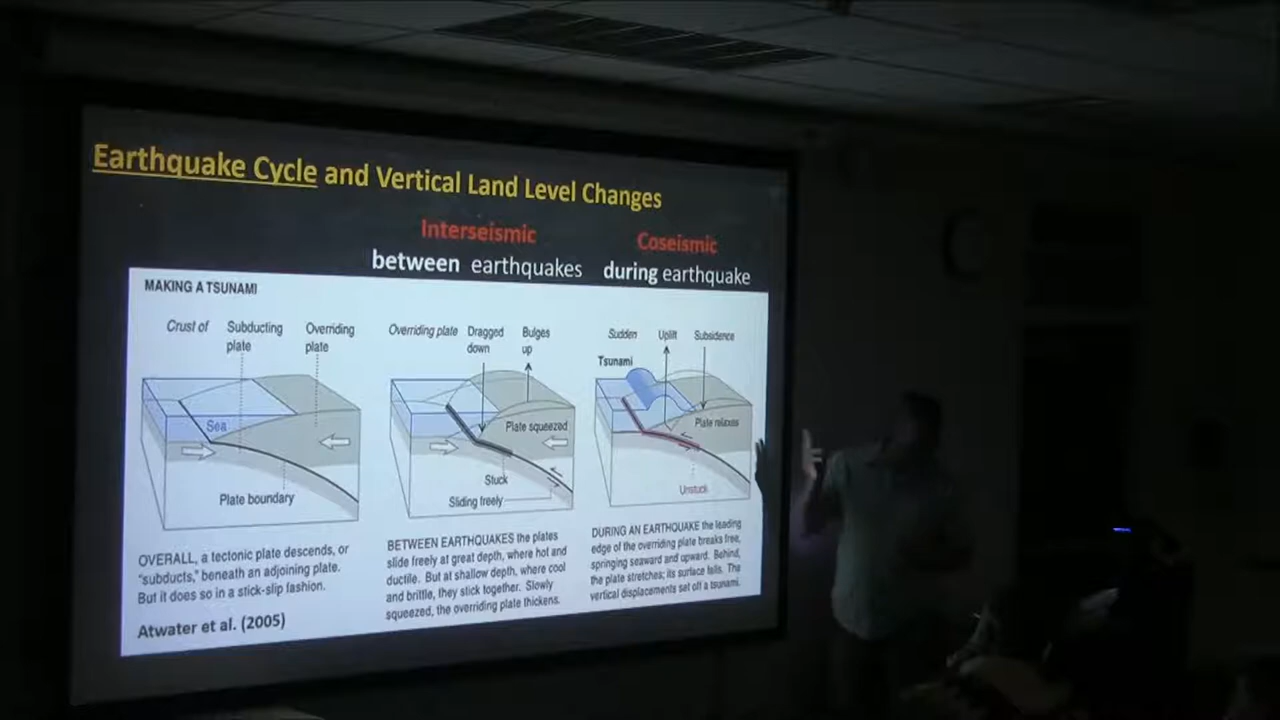 Earthquake Cycle and Vertical Land Level Changes
Interseismic
between earthquakes
Coseismic
during earthquake
MAKING A TSUNAMI
Crust of
Subducting
plate
Overriding
plate
Sea
Plate boundary
OVERALL, a tectonic plate descends, or
"subducts," beneath an adjoining plate.
But it does so in a stick-slip fashion.
Atwater et al. (2005)
Overriding plate
Dragged
down
Bulges
up
Plate squeezed
Stuck
Sliding freely
BETWEEN EARTHQUAKES the plates
slide freely at great depth, where hot and
ductile. But at shallow depth, where cool
and brittle, they stick together. Slowly
squeezed, the overriding plate thickens.
Sudden
Uplift
Subsidence
Tsunami
Plate relaxes
Unstuck
DURING AN EARTHQUAKE the leading
edge of the overriding plate breaks free,
springing seaward and upward. Behind,
the plate stretches; its surface falls. The
vertical displacements set off a tsunami.